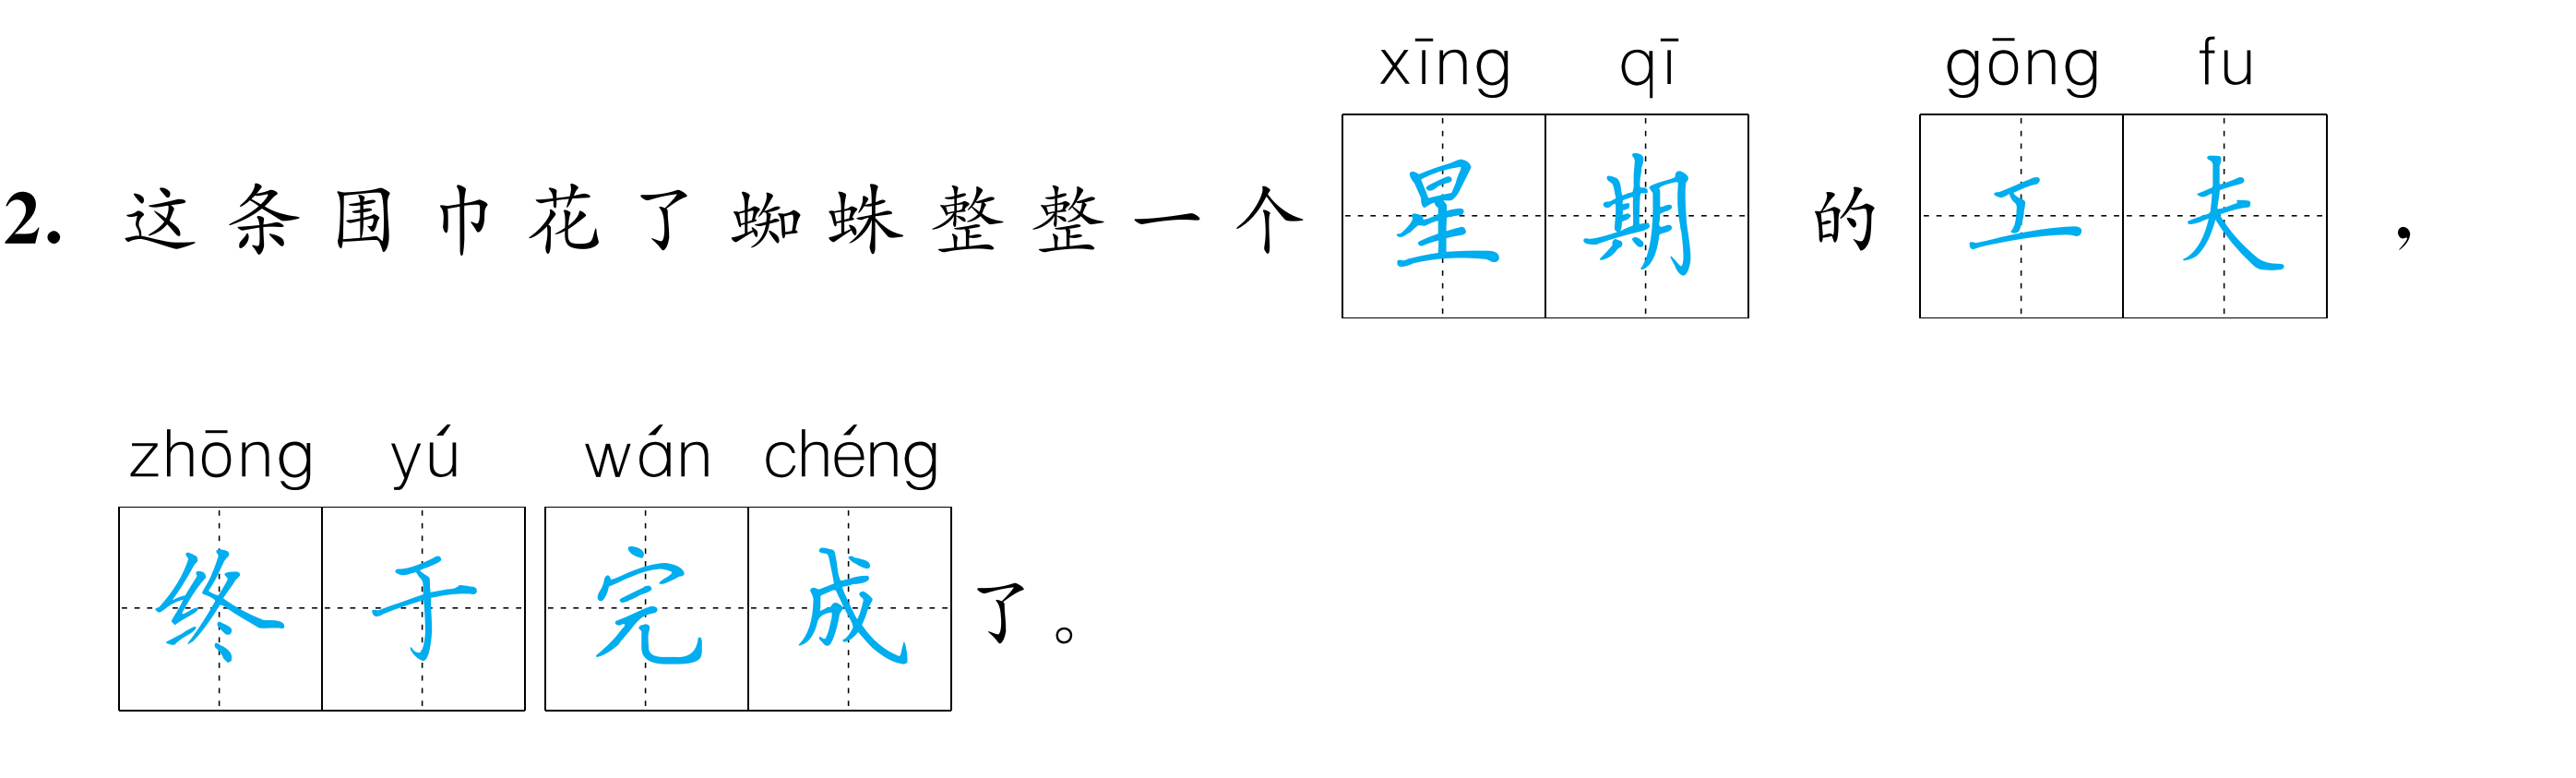 xīng qī gōng fu
2. 这条围巾花了蜘蛛整整一个星期的工夫，
zhōng yú wán chéng
终于完成了。